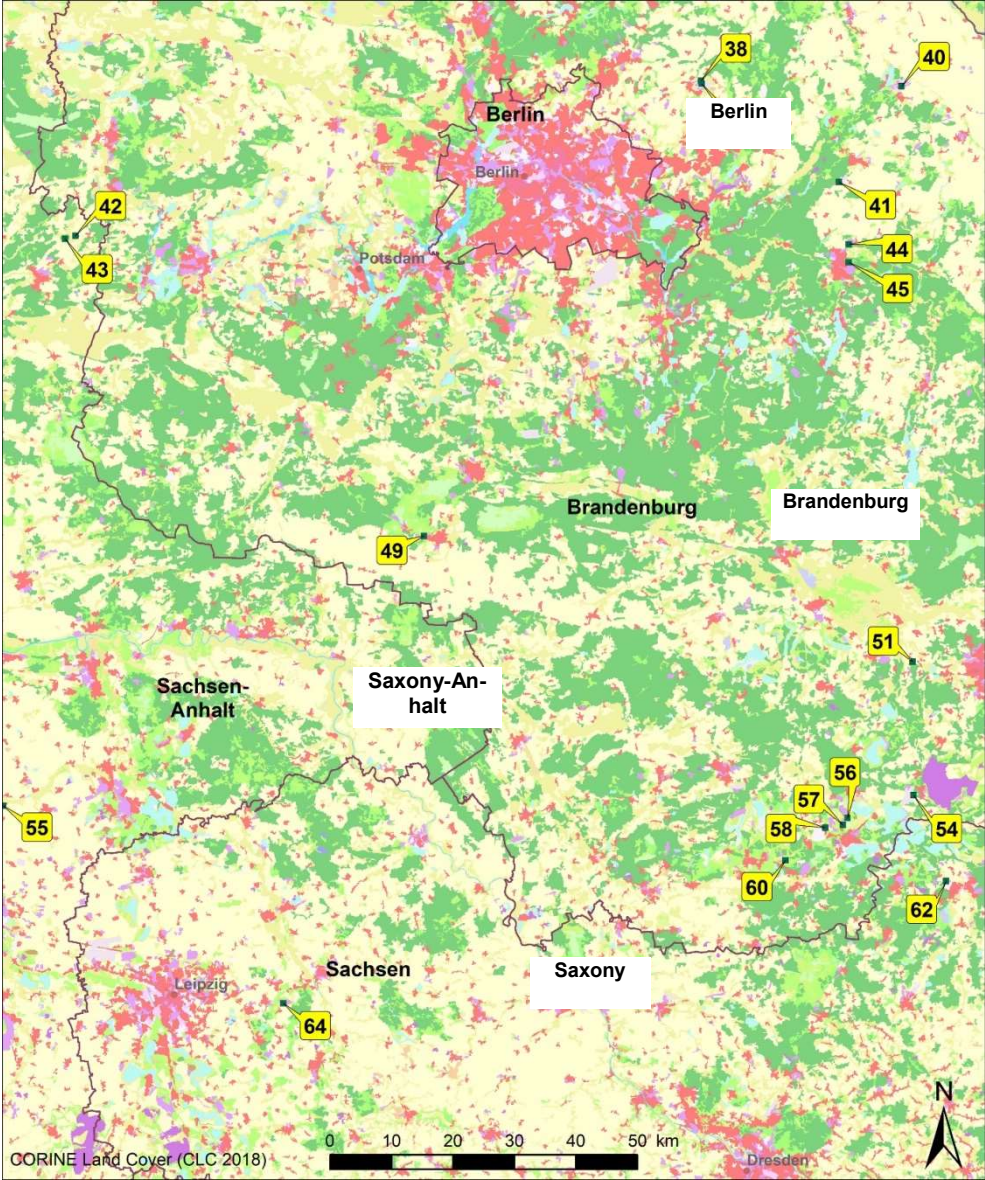 38
40
Berlin
Berlin
Berlin
41
42
43
44
45
Potsdam
Brandenburg
Brandenburg
49
51
Sachsen-
Anhalt
Saxony-An-
halt
55
56
57
58
54
60
62
Sachsen
Saxony
Leipzig
64
N
0 10 20 30 40 50 km
CORINE Land Cover (CLC 2018)
Dresden